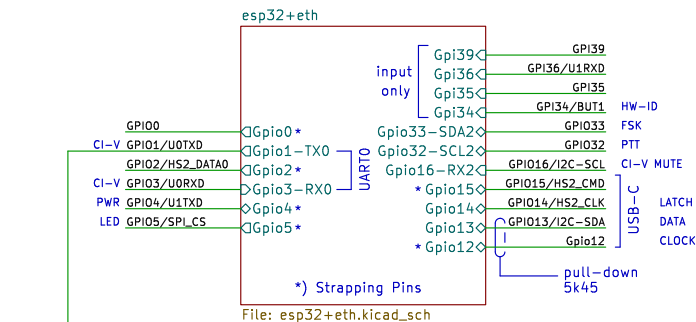 esp32+eth
Gpi39 GPI39
input only
Gpi36 GPI36/U1RXD
Gpi35 GPI35
Gpi34 GPI34/BUT1 HW-ID
GPIO0 Gpio0* Gpio33-SDA2 GPIO33 FSK
CI-V GPIO1/U0TXD Gpio1-TX0 Gpio32-SCL2 GPIO32 PTT
GPIO2/HS2_DATA0 Gpio2* UART0 Gpio16-RX2 GPIO16/I2C-SCL CI-V MUTE
CI-V GPIO3/U0RXD Gpio3-RX0 *Gpio15 GPIO15/HS2_CMD
PWR GPIO4/U1TXD Gpio4* Gpio14 GPIO14/HS2_CLK USB-C LATCH
LED GPIO5/SPI_CS Gpio5* Gpio13 GPIO13/I2C-SDA DATA
*Gpio12 Gpio12 CLOCK
pull-down
5k45
*) Strapping Pins
File: esp32+eth.kicad_sch